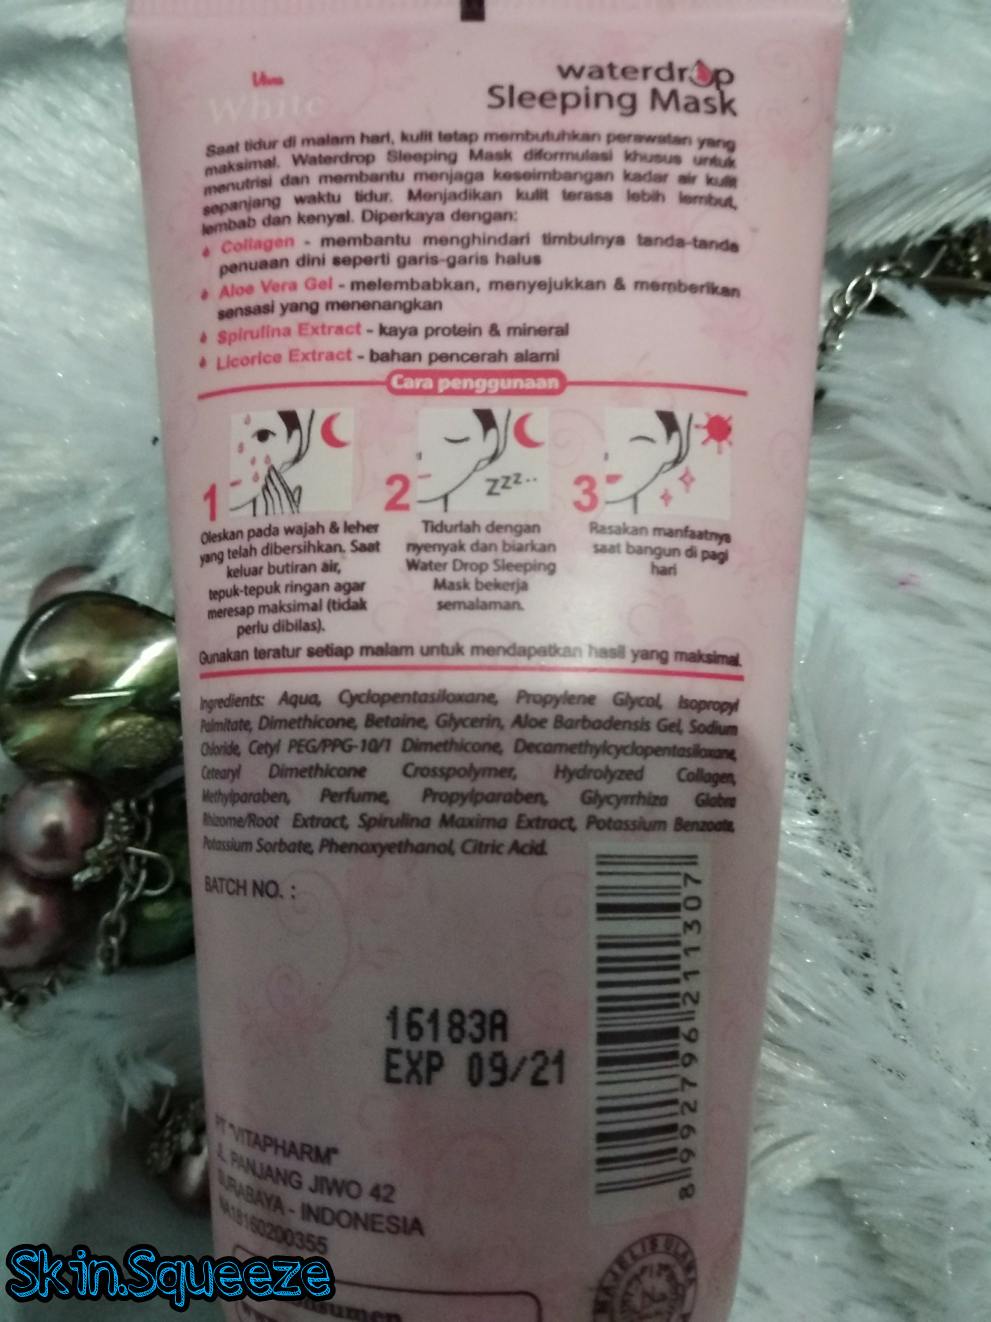 Viva
White
waterdrop
Sleeping Mask
Saat tidur di malam hari, kulit tetap membutuhkan perawatan yang
maksimal. Waterdrop Sleeping Mask diformulasi khusus untuk
menutrisi dan membantu menjaga keseimbangan kadar air kulit
sepanjang waktu tidur. Menjadikan kulit terasa lebih lembut,
lembab dan kenyal. Diperkaya dengan:
Collagen - membantu menghindari timbulnya tanda-tanda
penuaan dini seperti garis-garis halus
Aloe Vera Gel - melembabkan, menyejukkan & memberikan
sensasi yang menenangkan
Spirulina Extract - kaya protein & mineral
Licorice Extract - bahan pencerah alami
Cara penggunaan
1
Oleskan pada wajah & leher
yang telah dibersihkan. Saat
keluar butiran air,
tepuk-tepuk ringan agar
meresap maksimal (tidak
perlu dibilas).
zzz..
2
Tidurlah dengan
nyenyak dan biarkan
Water Drop Sleeping
Mask bekerja
semalaman.
3
Rasakan manfaatnya
saat bangun di pagi
hari
Gunakan teratur setiap malam untuk mendapatkan hasil yang maksimal.
Ingredients: Aqua, Cyclopentasiloxane, Propylene Glycol, Isopropyl
Palmitate, Dimethicone, Betaine, Glycerin, Aloe Barbadensis Gel, Sodium
Chloride, Cetyl PEG/PPG-10/1 Dimethicone, Decamethylcyclopentasiloxane,
Cetearyl Dimethicone Crosspolymer, Hydrolyzed Collagen,
Methylparaben, Perfume, Propylparaben, Glycyrrhiza Glabra
Rhizome/Root Extract, Spirulina Maxima Extract, Potassium Benzoate,
Potassium Sorbate, Phenoxyethanol, Citric Acid.
BATCH NO. :
16183A
EXP 09/21
8992796211307
PT "VITAPHARM"
JL. PANJANG JIWO 42
SURABAYA - INDONESIA
NA18160200355
MAJELIS ULAMA
Skin.Squeeze